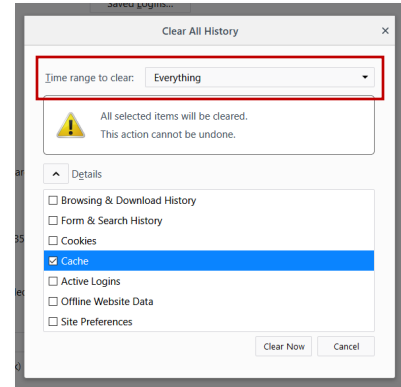 Saved Logins...
Clear All History
Time range to clear: Everything
All selected items will be cleared.
This action cannot be undone.
Details
Browsing & Download History
Form & Search History
Cookies
Cache
Active Logins
Offline Website Data
Site Preferences
Clear Now Cancel